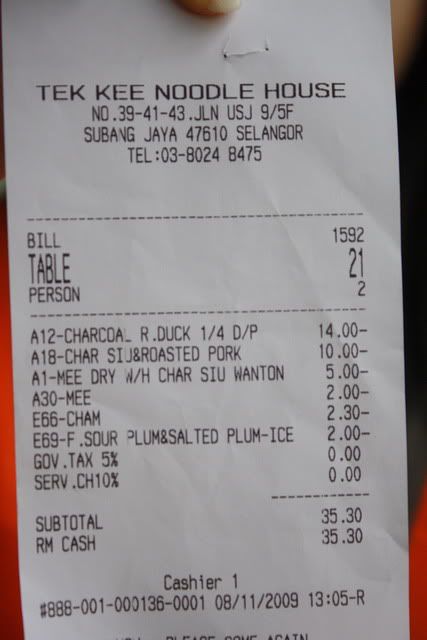 TEK KEE NOODLE HOUSE
NO.39-41-43.JLN USJ 9/5F
SUBANG JAYA 47610 SELANGOR
TEL:03-8024 8475
BILL 1592
TABLE 21
PERSON 2
A12-CHARCOAL R.DUCK 1/4 D/P 14.00-
A18-CHAR SIU&ROASTED PORK 10.00-
A1-MEE DRY W/H CHAR SIU WANTON 5.00-
A30-MEE 2.00-
E66-CHAM 2.30-
E69-F.SOUR PLUM&SALTED PLUM-ICE 2.00-
GOV.TAX 5% 0.00
SERV.CH10% 0.00
SUBTOTAL 35.30
RM CASH 35.30
Cashier 1
#888-001-000136-0001 08/11/2009 13:05-R
PLEASE COME AGAIN